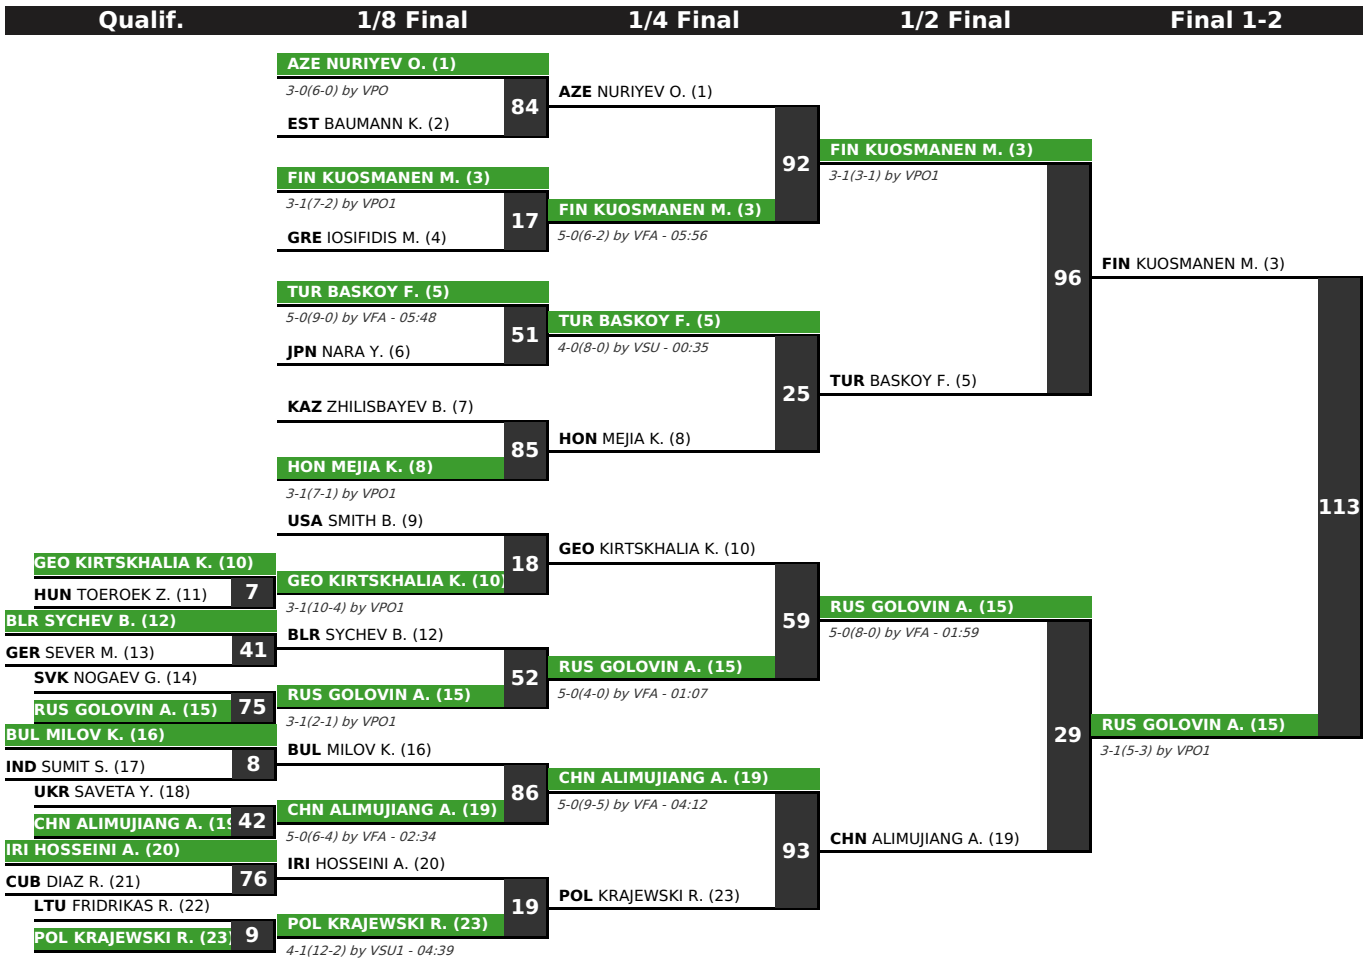 Qualif. 1/8 Final 1/4 Final 1/2 Final Final 1-2
GEO KIRTSKHALIA K. (10)
HUN TOEROEK Z. (11)
7
BLR SYCHEV B. (12)
GER SEVER M. (13)
41
SVK NOGAEV G. (14)
RUS GOLOVIN A. (15)
75
BUL MILOV K. (16)
IND SUMIT S. (17)
8
UKR SAVETA Y. (18)
CHN ALIMUJIANG A. (19
42
IRI HOSSEINI A. (20)
CUB DIAZ R. (21)
76
LTU FRIDRIKAS R. (22)
POL KRAJEWSKI R. (23)
9
AZE NURIYEV O. (1)
3-0(6-0) by VPO
EST BAUMANN K. (2)
84
FIN KUOSMANEN M. (3)
3-1(7-2) by VPO1
GRE IOSIFIDIS M. (4)
17
TUR BASKOY F. (5)
5-0(9-0) by VFA - 05:48
JPN NARA Y. (6)
51
KAZ ZHILISBAYEV B. (7)
HON MEJIA K. (8)
85
3-1(7-1) by VPO1
USA SMITH B. (9)
GEO KIRTSKHALIA K. (10)
18
3-1(10-4) by VPO1
BLR SYCHEV B. (12)
RUS GOLOVIN A. (15)
52
3-1(2-1) by VPO1
BUL MILOV K. (16)
CHN ALIMUJIANG A. (19)
86
5-0(6-4) by VFA - 02:34
IRI HOSSEINI A. (20)
POL KRAJEWSKI R. (23)
19
4-1(12-2) by VSU1 - 04:39
AZE NURIYEV O. (1)
FIN KUOSMANEN M. (3)
92
5-0(6-2) by VFA - 05:56
TUR BASKOY F. (5)
4-0(8-0) by VSU - 00:35
HON MEJIA K. (8)
25
GEO KIRTSKHALIA K. (10)
RUS GOLOVIN A. (15)
59
5-0(4-0) by VFA - 01:07
CHN ALIMUJIANG A. (19)
5-0(9-5) by VFA - 04:12
POL KRAJEWSKI R. (23)
93
FIN KUOSMANEN M. (3)
3-1(3-1) by VPO1
TUR BASKOY F. (5)
96
RUS GOLOVIN A. (15)
5-0(8-0) by VFA - 01:59
CHN ALIMUJIANG A. (19)
29
FIN KUOSMANEN M. (3)
RUS GOLOVIN A. (15)
113
3-1(5-3) by VPO1